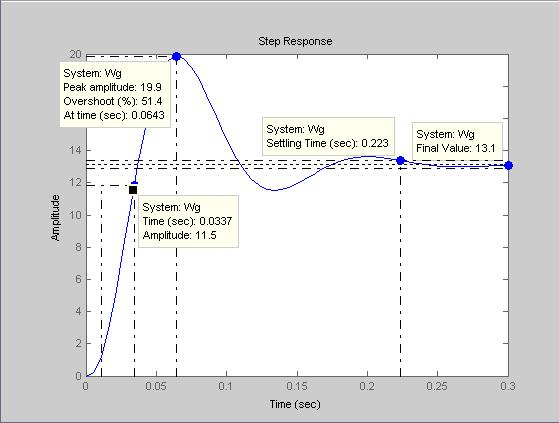 Step Response
System: Wg
Peak amplitude: 19.9
Overshoot (%): 51.4
At time (sec): 0.0643
System: Wg
Settling Time (sec): 0.223
System: Wg
Final Value: 13.1
System: Wg
Time (sec): 0.0337
Amplitude: 11.5
Amplitude
20
14
12
10
8
6
4
2
0
0
0.05
0.1
0.15
0.2
0.25
0.3
Time (sec)